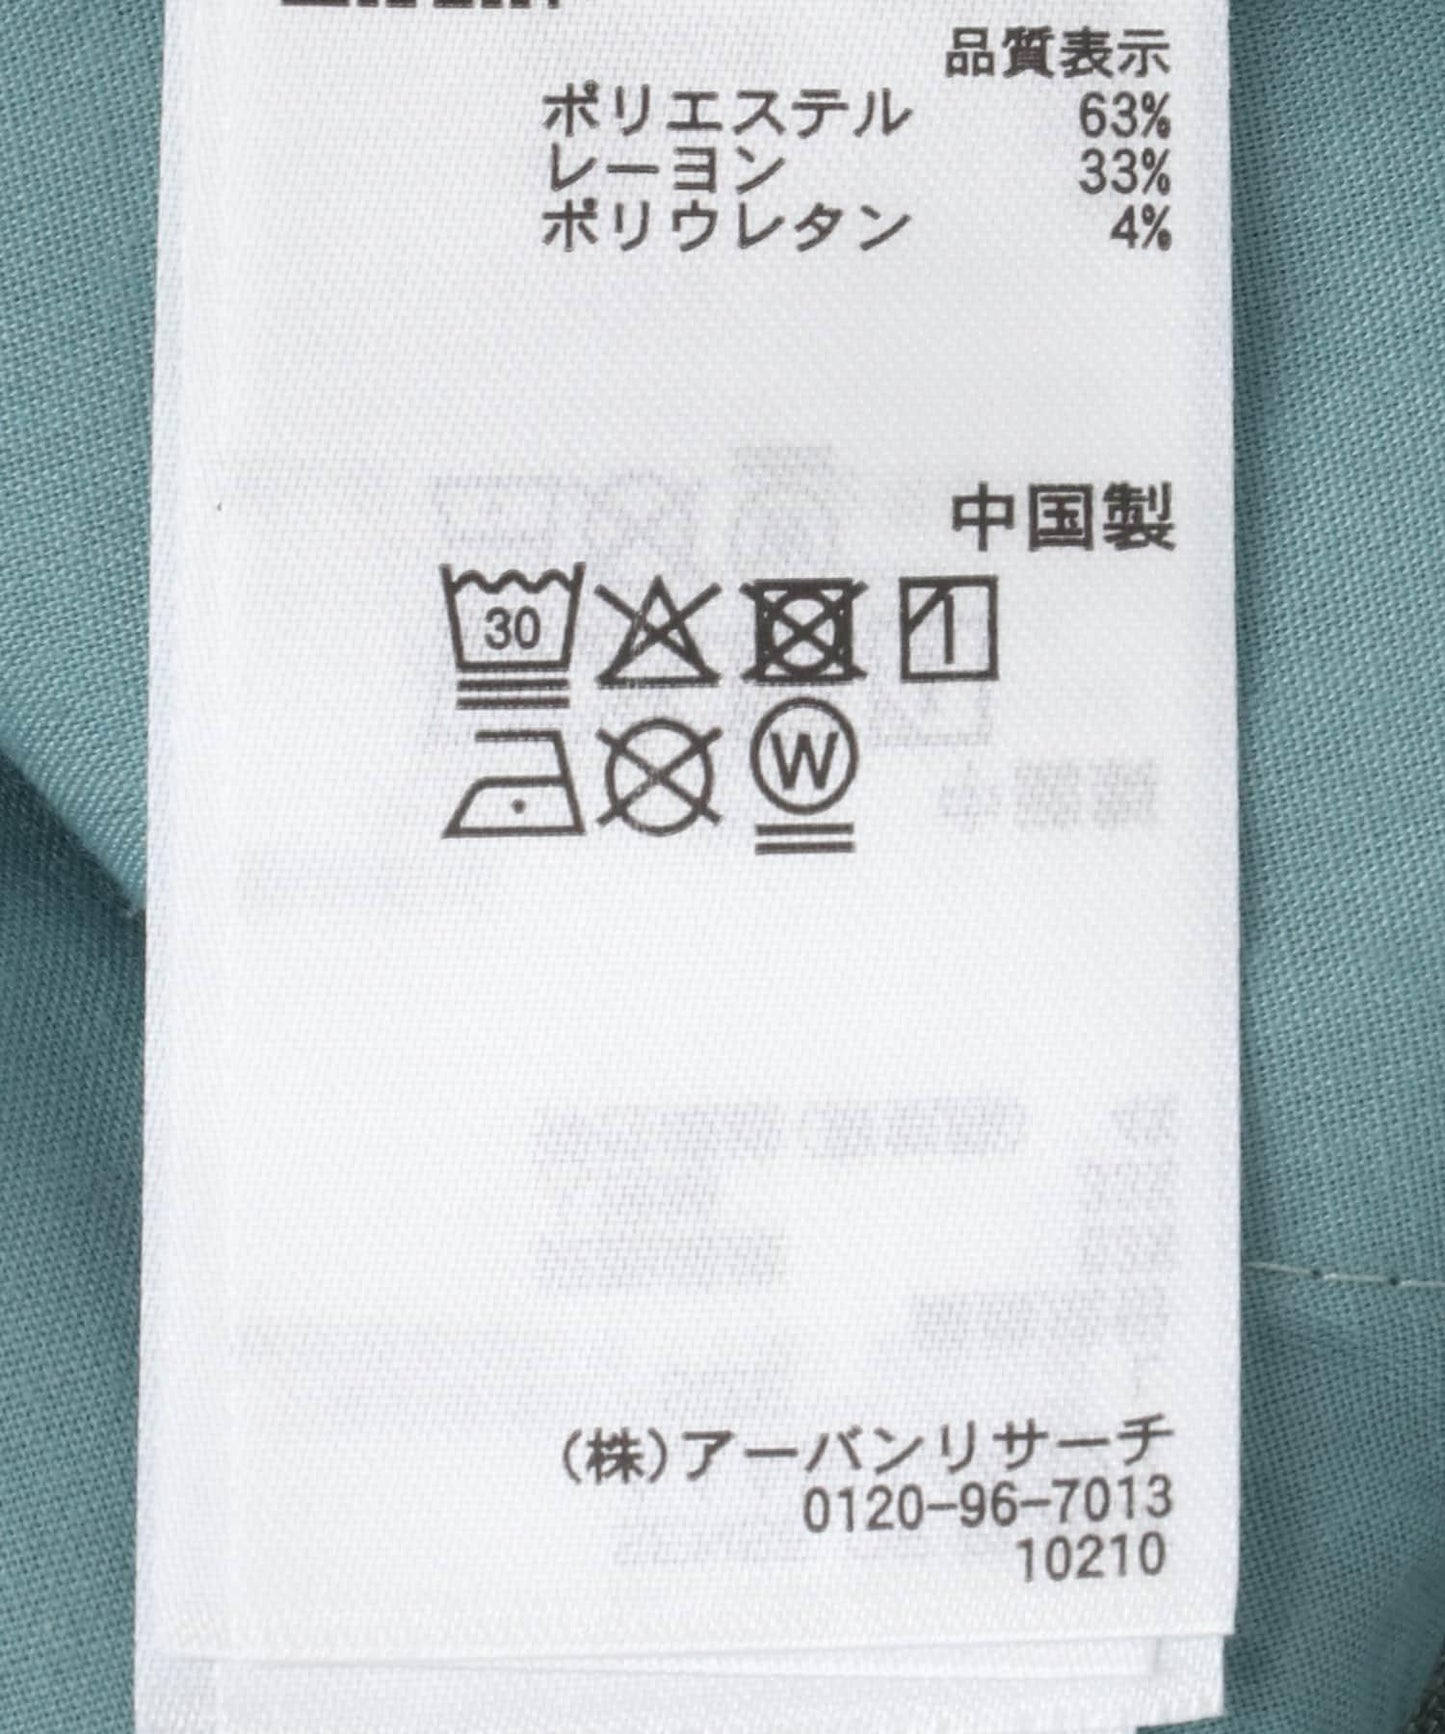 品質表示
ポリエステル 63%
レーヨン 33%
ポリウレタン 4%
中国製
30
W
(株)アーバンリサーチ
0120-96-7013
10210